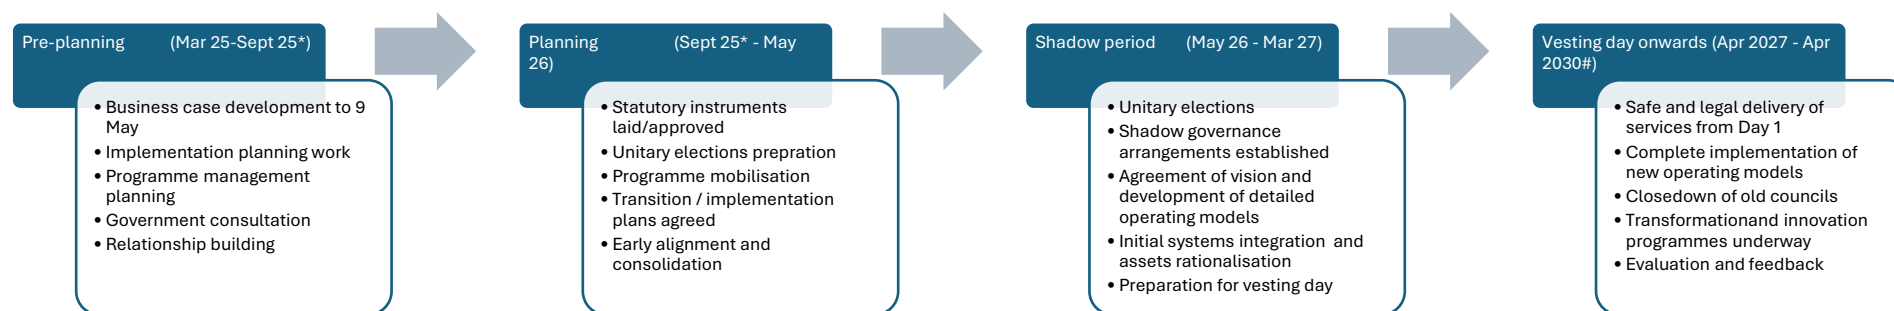 Pre-planning (Mar 25-Sept 25*)
• Business case development to 9
May
• Implementation planning work
• Programme management
planning
• Government consultation
• Relationship building
Planning (Sept 25* - May
26)
• Statutory instruments
laid/approved
• Unitary elections prepration
• Programme mobilisation
• Transition / implementation
plans agreed
• Early alignment and
consolidation
Shadow period (May 26 - Mar 27)
• Unitary elections
• Shadow governance
arrangements established
• Agreement of vision and
development of detailed
operating models
• Initial systems integration and
assets rationalisation
• Preparation for vesting day
Vesting day onwards (Apr 2027 - Apr
2030#)
• Safe and legal delivery of
services from Day 1
• Complete implementation of
new operating models
• Closedown of old councils
• Transformationand innovation
programmes underway
• Evaluation and feedback